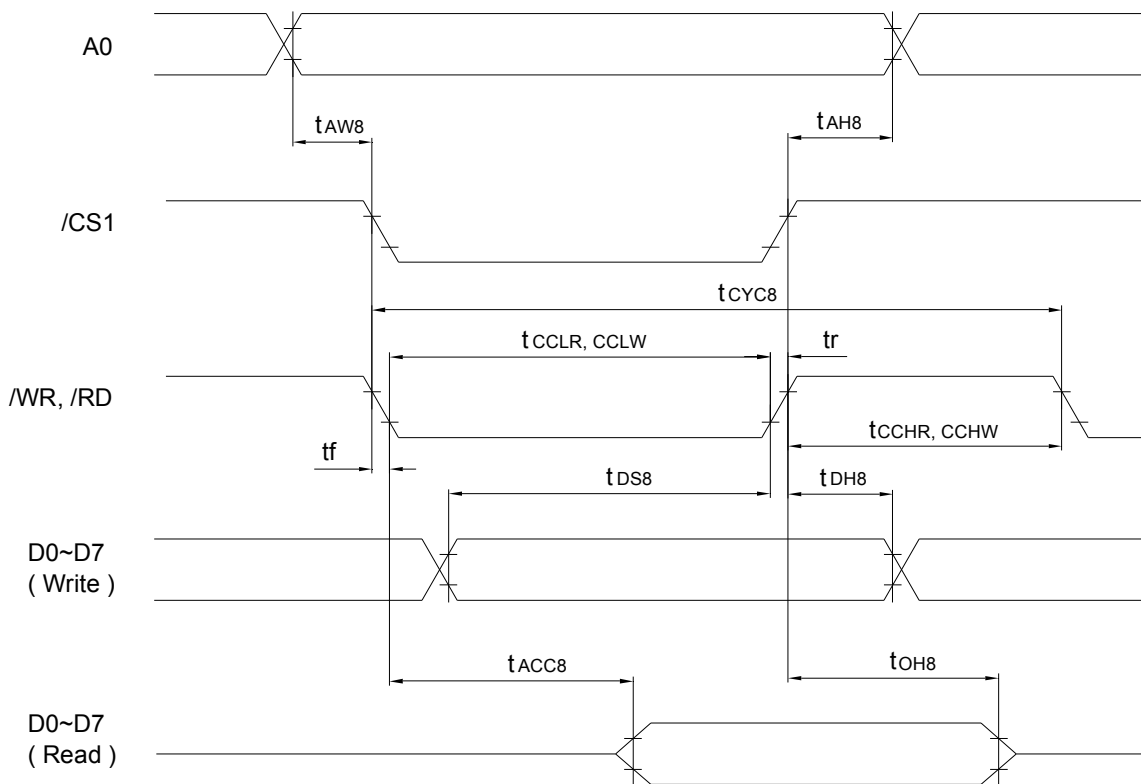 A0
tAW8
tAH8
/CS1
tCYC8
tCCLR, CCLW
tr
/WR, /RD
tCCHR, CCHW
tf
tDS8
tDH8
D0~D7
( Write )
tACC8
tOH8
D0~D7
( Read )